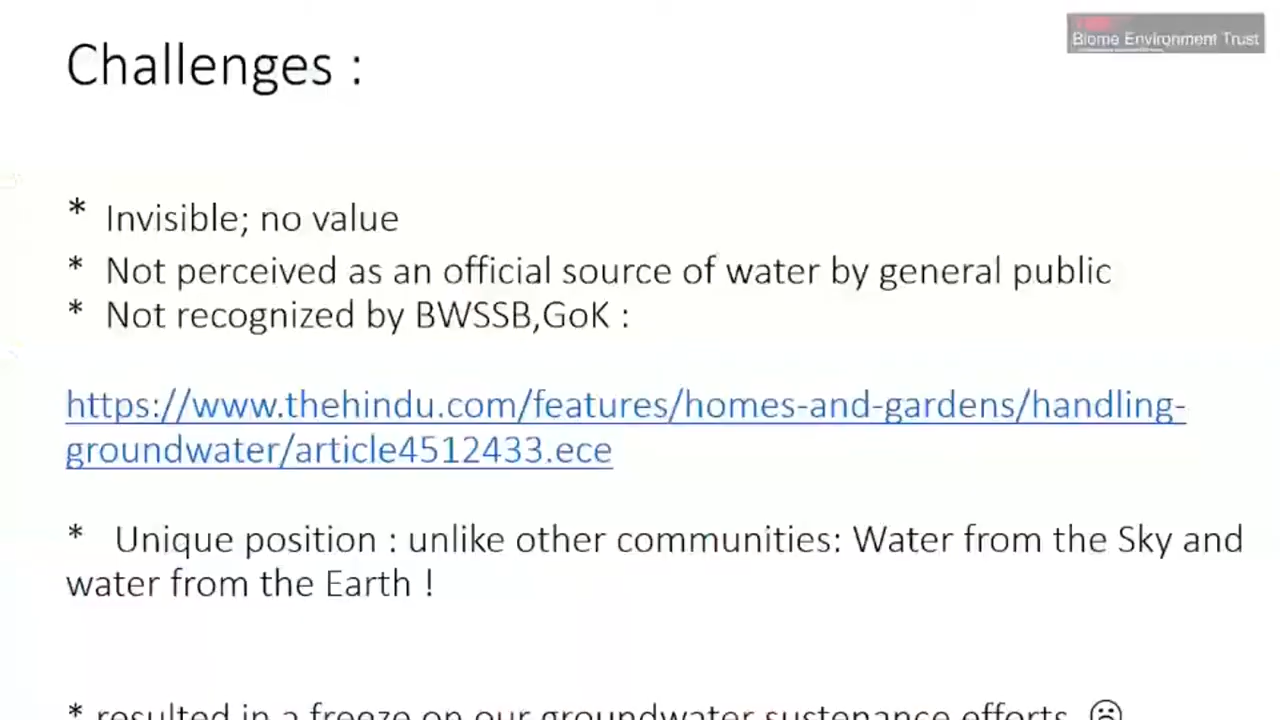 Biome Environment Trust
Challenges :
* Invisible; no value
* Not perceived as an official source of water by general public
* Not recognized by BWSSB,GoK :
https://www.thehindu.com/features/homes-and-gardens/handling-
groundwater/article4512433.ece
* Unique position : unlike other communities: Water from the Sky and
water from the Earth !
* resulted in a freeze on our groundwater sustenance efforts ☹